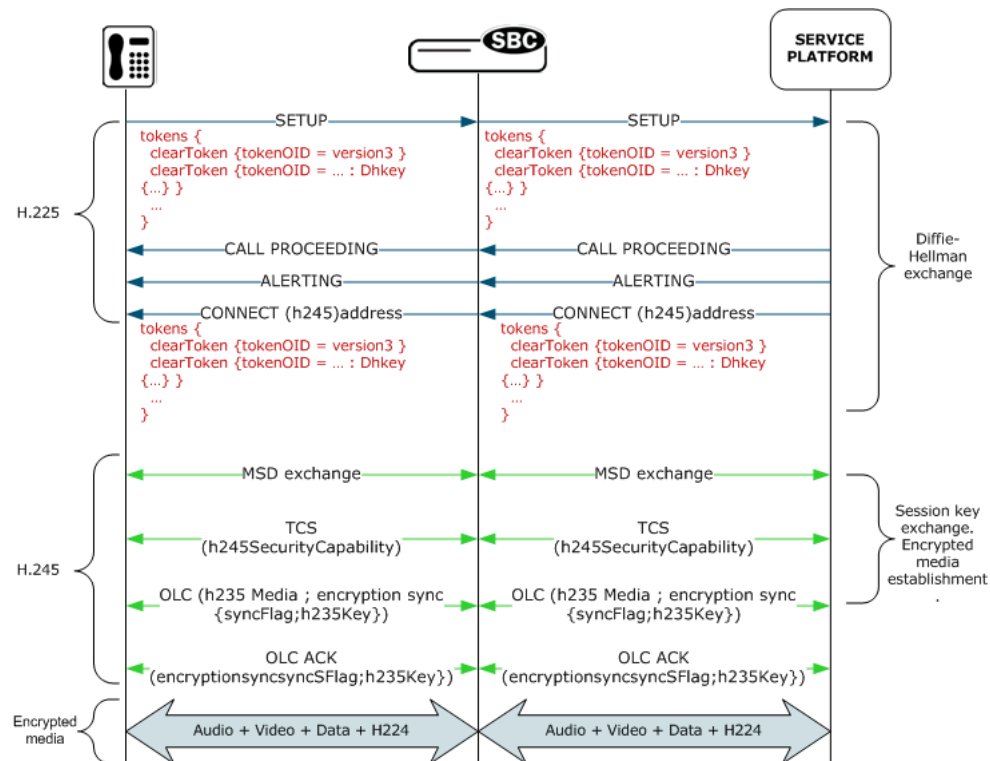 SBC
SERVICE
PLATFORM
SETUP
SETUP
tokens {
clearToken {tokenOID = version3 }
clearToken {tokenOID = ... : Dhkey
{...} }
...
}
tokens {
clearToken {tokenOID = version3 }
clearToken {tokenOID = ... : Dhkey
{...} }
...
}
H.225
CALL PROCEEDING
CALL PROCEEDING
Diffie-
Hellman
exchange
ALERTING
ALERTING
CONNECT (h245)address
CONNECT (h245)address
tokens {
clearToken {tokenOID = version3 }
clearToken {tokenOID = ... : Dhkey
{...} }
...
}
tokens {
clearToken {tokenOID = version3 }
clearToken {tokenOID = ... : Dhkey
{...} }
...
}
MSD exchange
MSD exchange
TCS
(h245SecurityCapability)
TCS
(h245SecurityCapability)
Session key
exchange.
Encrypted
media
establishment
.
H.245
OLC (h235 Media ; encryption sync
{syncFlag;h235Key})
OLC (h235 Media ; encryption sync
{syncFlag;h235Key})
OLC ACK
(encryptionsyncsyncSFlag;h235Key})
OLC ACK
(encryptionsyncsyncSFlag;h235Key})
Encrypted
media
Audio + Video + Data + H224
Audio + Video + Data + H224